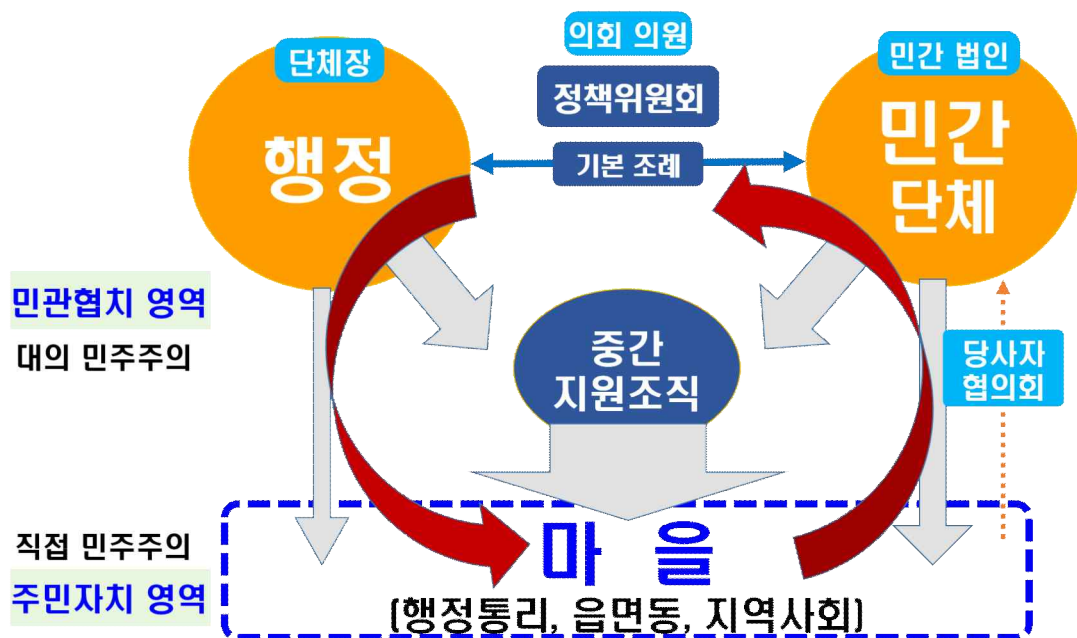 의회 의원
단체장
민간 법인
정책위원회
행정
민간
단체
기본 조례
민관협치 영역
대의 민주주의
중간
지원조직
당사자
협의회
직접 민주주의
주민자치 영역
마 을
(행정통리, 읍면동, 지역사회)